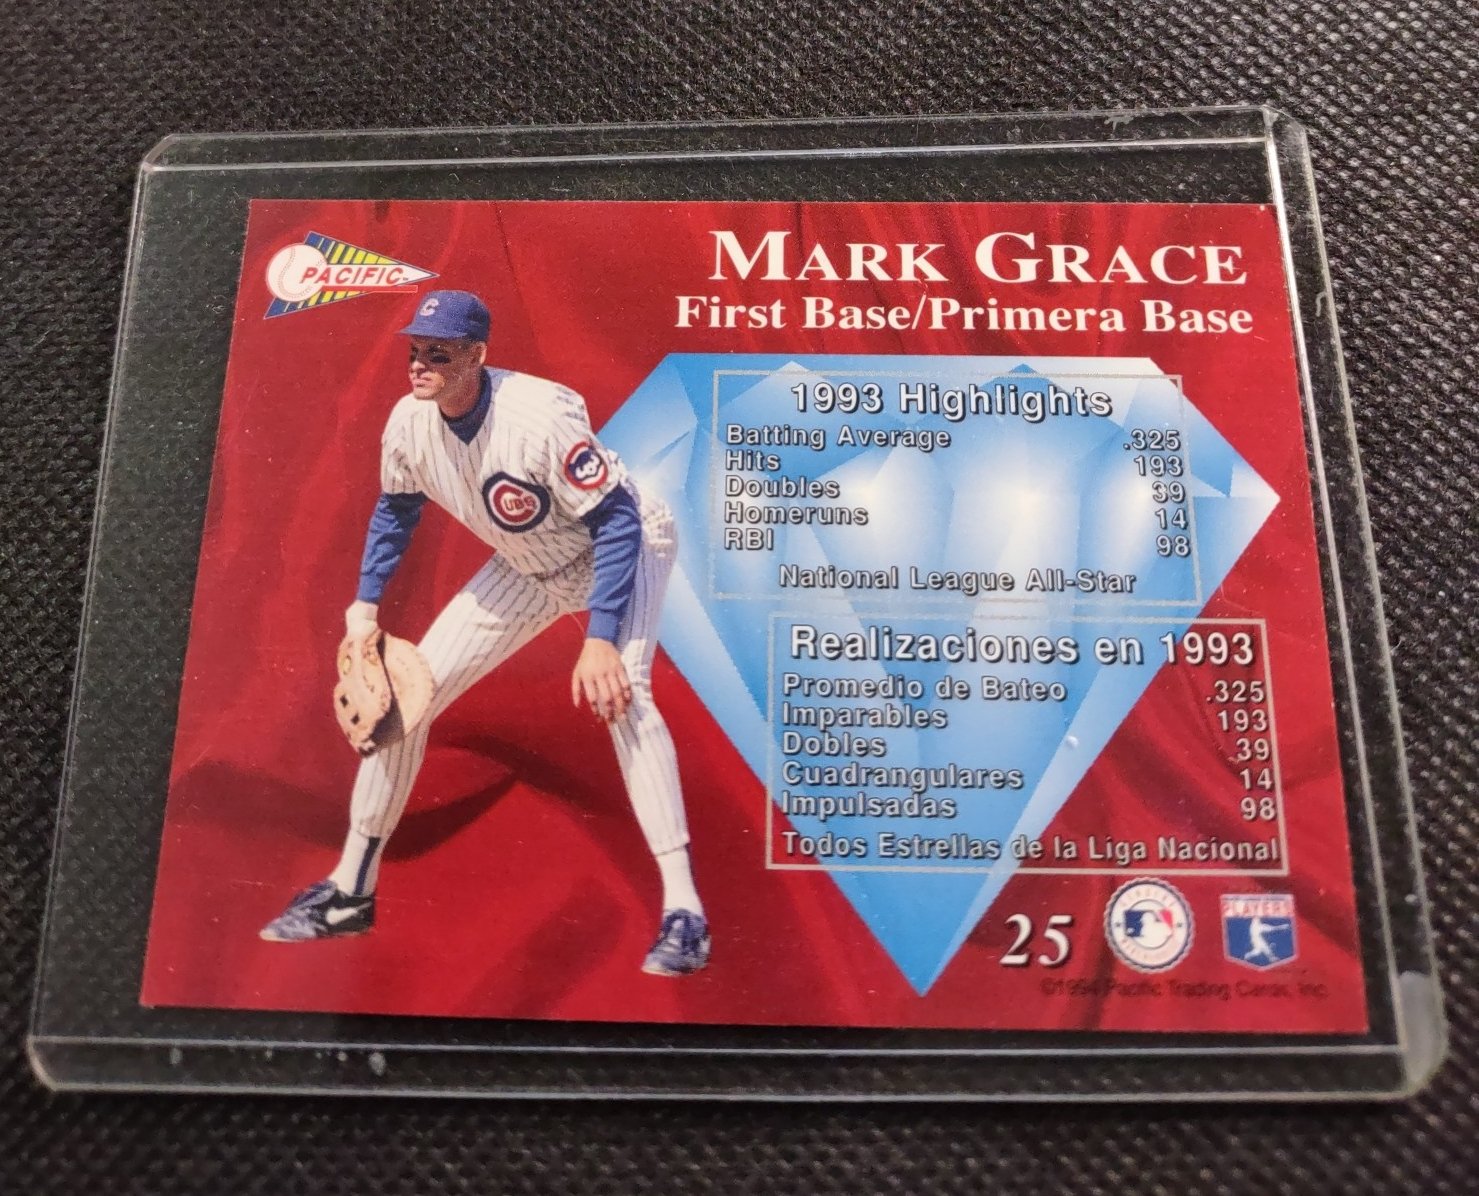 PACIFIC
MARK GRACE
First Base/Primera Base
C
CUBS
1993 Highlights
Batting Average .325
Hits 193
Doubles 39
Homeruns 14
RBI 98
National League All-Star
Realizaciones en 1993
Promedio de Bateo .325
Imparables 193
Dobles 39
Cuadrangulares 14
Impulsadas 98
Todos Estrellas de la Liga Nacional
25
PLAYERS
©1994 Pacific Trading Cards, Inc.